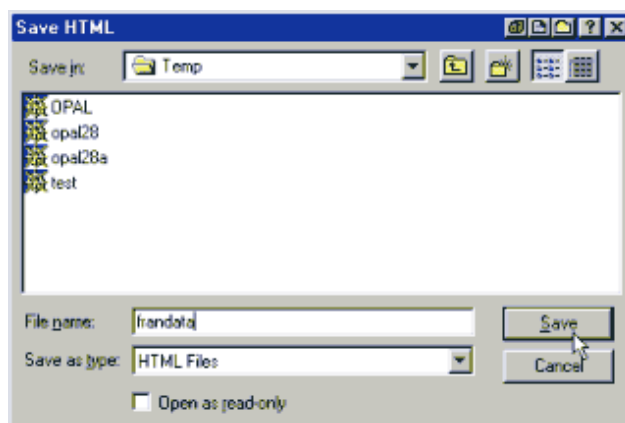 Save HTML
Save in: Temp
OPAL
opal28
opal28a
test
File name: frandata Save
Save as type: HTML Files Cancel
Open as read-only